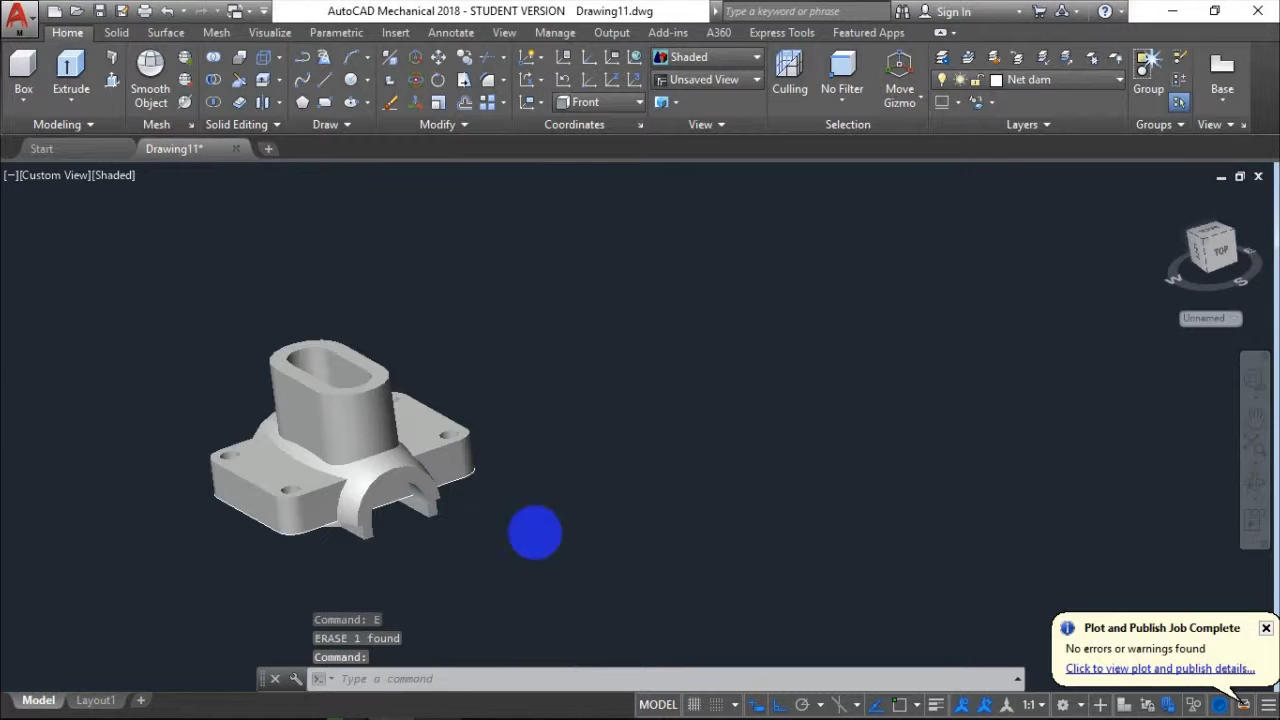 AutoCAD Mechanical 2018 - STUDENT VERSION Drawing11.dwg
Type a keyword or phrase
Sign In
Home Solid Surface Mesh Visualize Parametric Insert Annotate View Manage Output Add-ins A360 Express Tools Featured Apps
Shaded
Unsaved View
Net dam
Front
Box Extrude Smooth Object Culling No Filter Move Gizmo Group Base
Modeling Mesh Solid Editing Draw Modify Coordinates View Selection Layers Groups View
Start Drawing11*
[−][Custom View][Shaded]
TOP
W S
Unnamed
Command: E
ERASE 1 found
Command:
Type a command
Plot and Publish Job Complete
No errors or warnings found
Click to view plot and publish details...
Model Layout1
MODEL 1:1